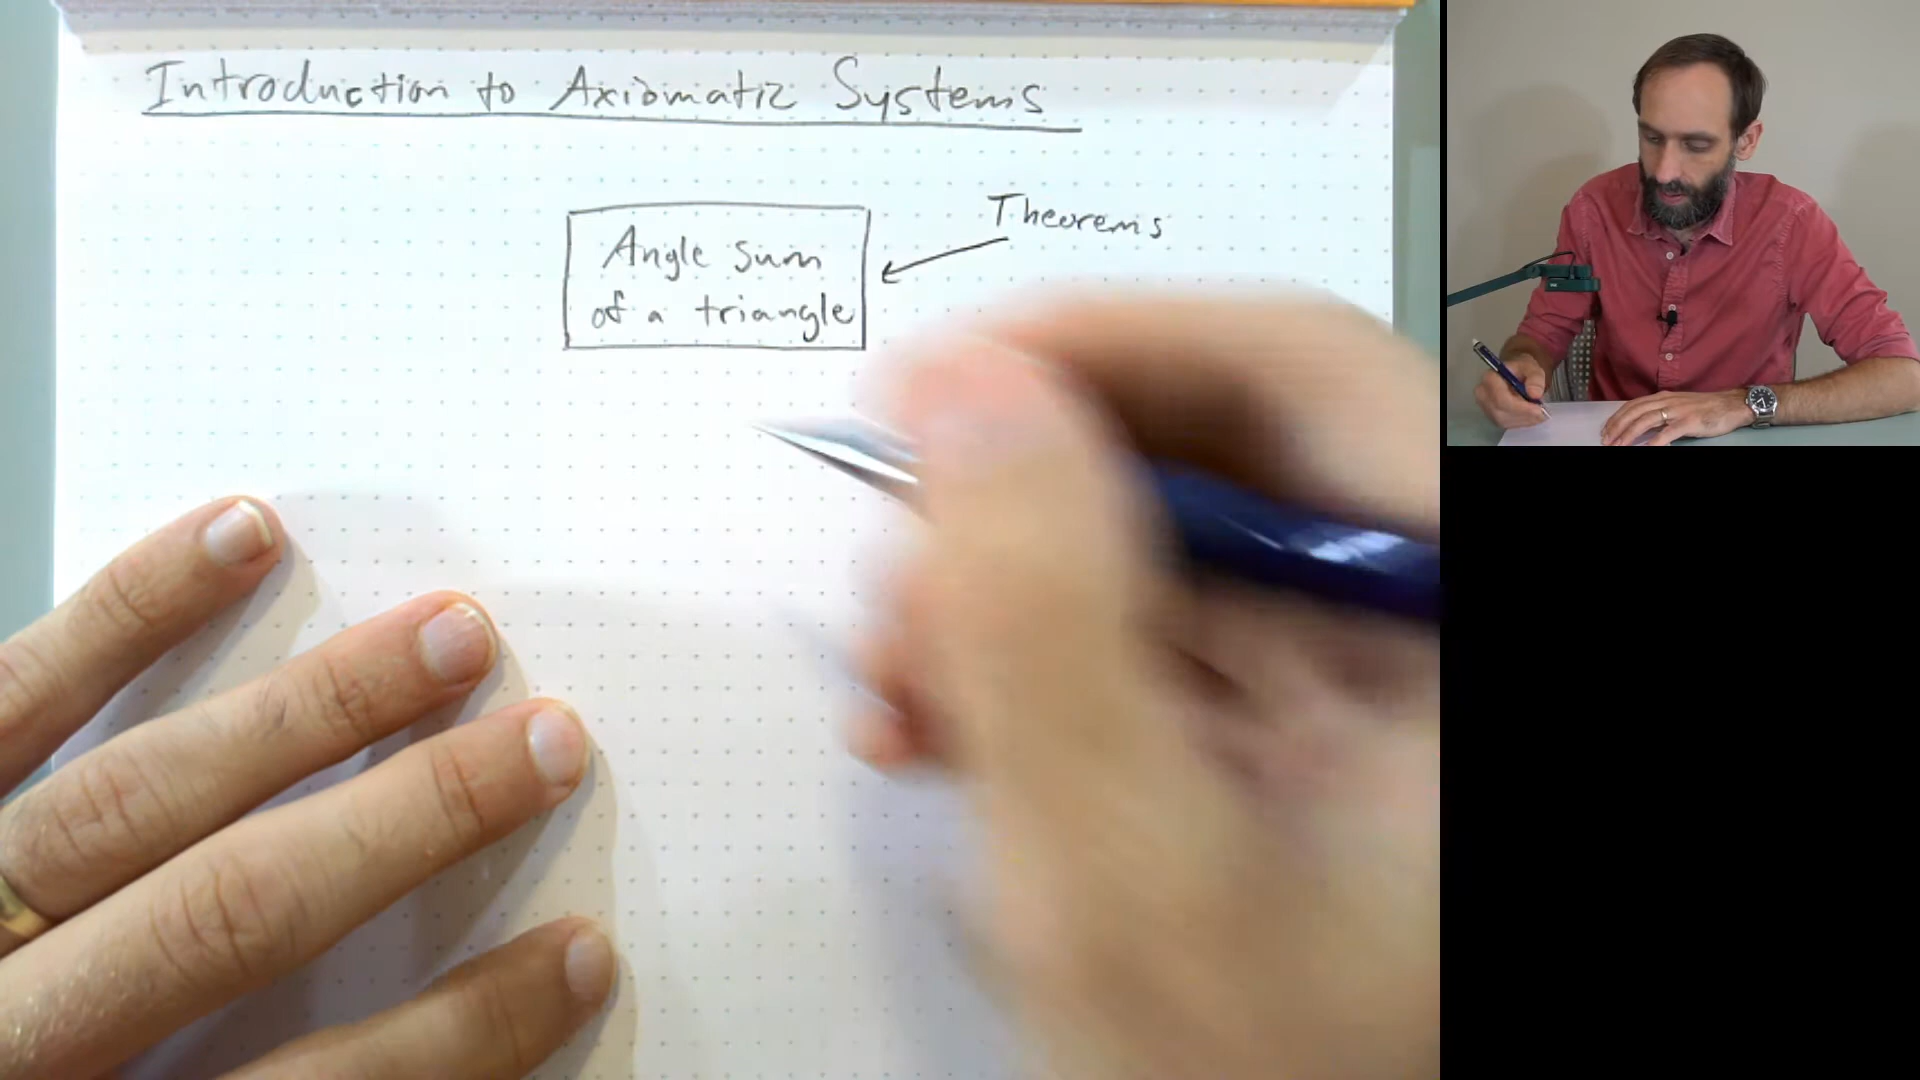 Introduction to Axiomatic Systems
Theorems
Angle sum
of a triangle